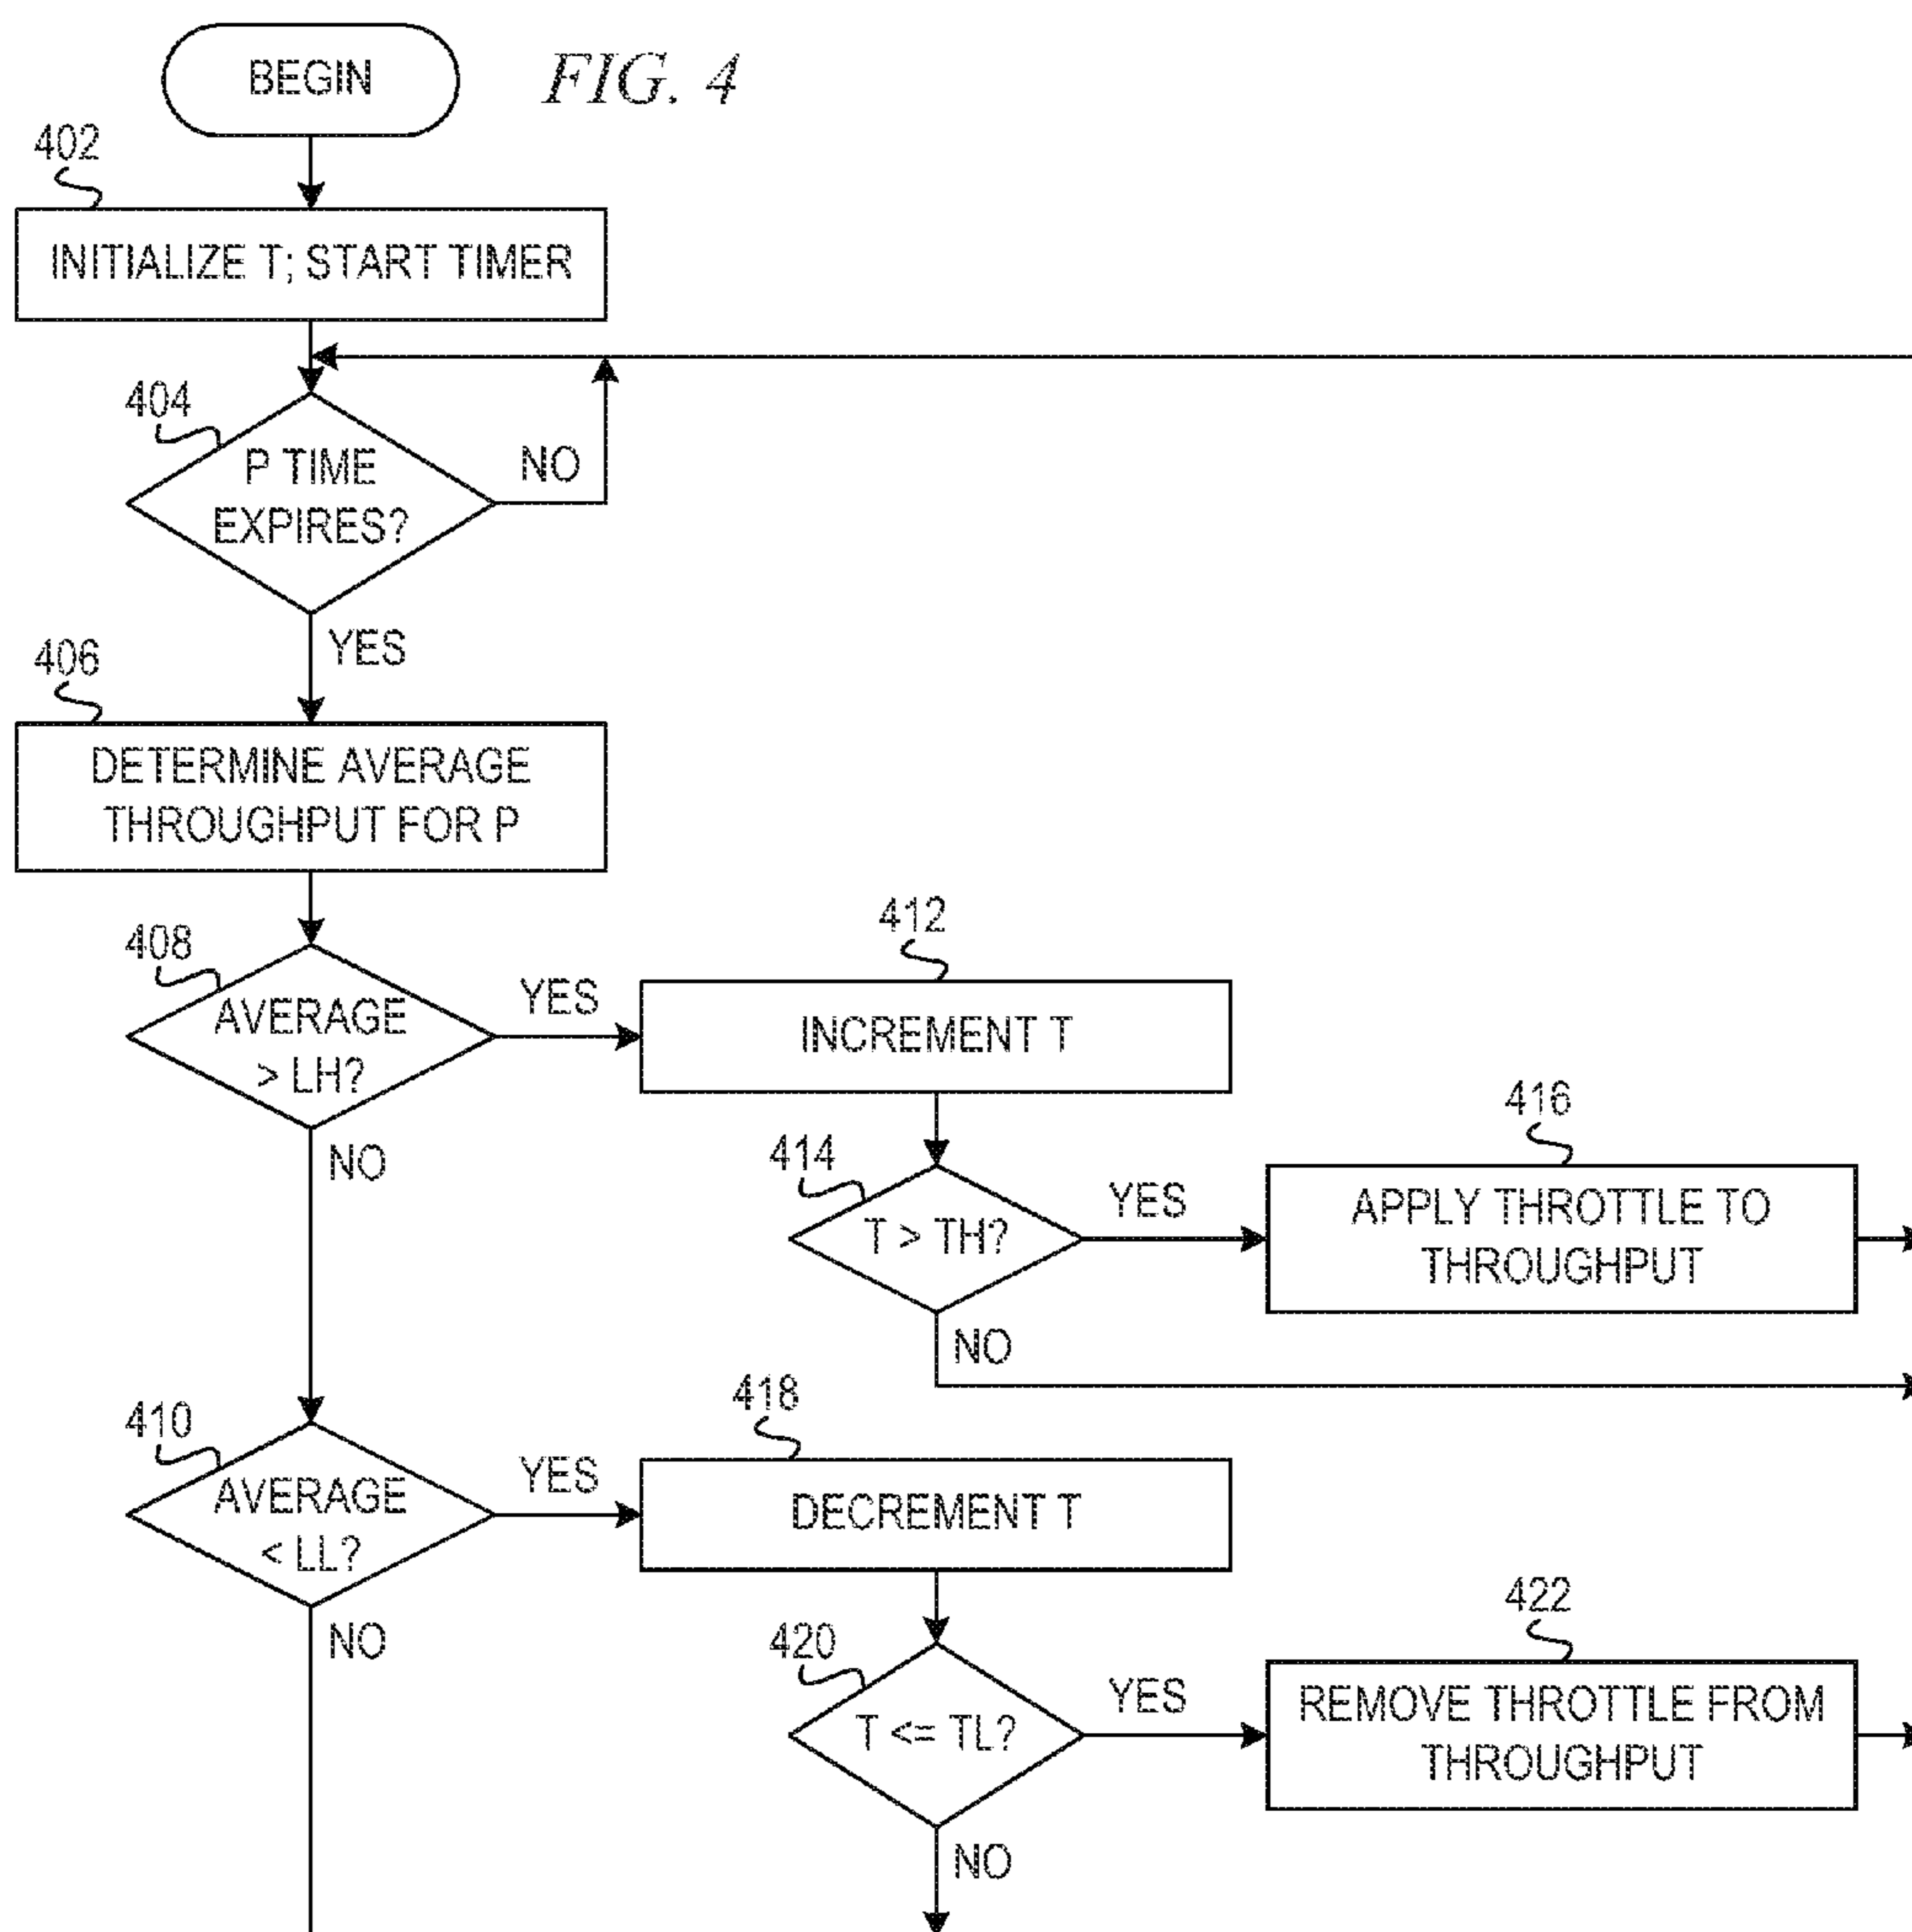 BEGIN
FIG. 4
402
INITIALIZE T; START TIMER
404
P TIME
EXPIRES?
NO
YES
406
DETERMINE AVERAGE
THROUGHPUT FOR P
408
AVERAGE
> LH?
YES
NO
412
INCREMENT T
414
T > TH?
YES
NO
416
APPLY THROTTLE TO
THROUGHPUT
410
AVERAGE
< LL?
YES
NO
418
DECREMENT T
420
T <= TL?
YES
NO
422
REMOVE THROTTLE FROM
THROUGHPUT